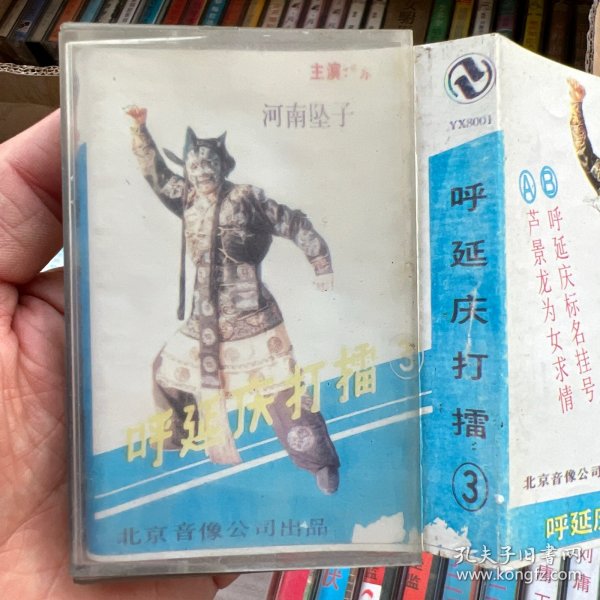 主演
河南坠子
呼延庆打擂
③
北京音像公司出品
YX8001
呼延庆打擂
③
Ⓐ
芦景龙为女求情
Ⓑ
呼延庆标名挂号
北京音像公司
呼延庆
孔夫子旧书网
www.kongfz.com